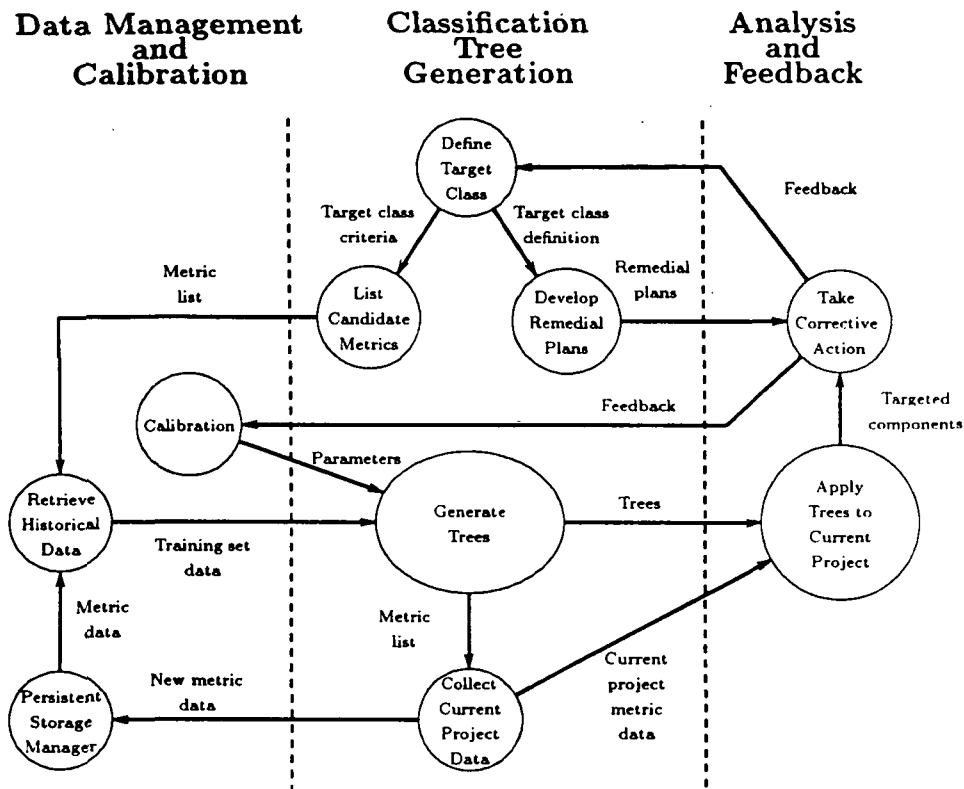 Data Management
and
Calibration
Classification
Tree
Generation
Analysis
and
Feedback
Define
Target
Class
Feedback
Target class
criteria
Target class
definition
Metric
list
Remedial
plans
List
Candidate
Metrics
Develop
Remedial
Plans
Take
Corrective
Action
Calibration
Feedback
Targeted
components
Parameters
Retrieve
Historical
Data
Generate
Trees
Trees
Apply
Trees to
Current
Project
Training set
data
Metric
data
Metric
list
New metric
data
Current
project
metric
data
Persistent
Storage
Manager
Collect
Current
Project
Data